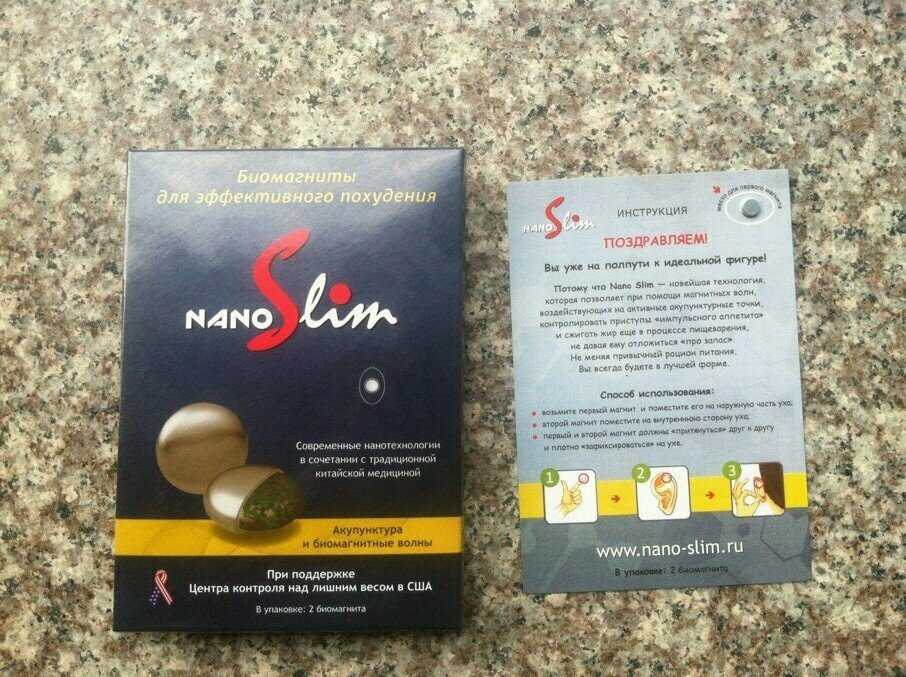 Биомагниты
для эффективного похудения
NANO Slim
Современные нанотехнологии
в сочетании с традиционной
китайской медициной
Акупунктура
и биомагнитные волны
При поддержке
Центра контроля над лишним весом в США
В упаковке: 2 биомагнита
NANO Slim
ИНСТРУКЦИЯ
место для первого магнита
ПОЗДРАВЛЯЕМ!
Вы уже на полпути к идеальной фигуре!
Потому что Nano Slim — новейшая технология,
которая позволяет при помощи магнитных волн,
воздействующих на активные акупунктурные точки,
контролировать приступы «импульсного аппетита»
и сжигать жир еще в процессе пищеварения,
не давая ему отложиться «про запас».
Не меняя привычный рацион питания,
Вы всегда будете в лучшей форме.
Способ использования:
возьмите первый магнит и поместите его на наружную часть уха;
второй магнит поместите на внутреннюю сторону уха;
первый и второй магнит должны «притянуться» друг к другу
и плотно «зафиксироваться» на ухе.
1 2 3
www.nano-slim.ru
В упаковке: 2 биомагнита